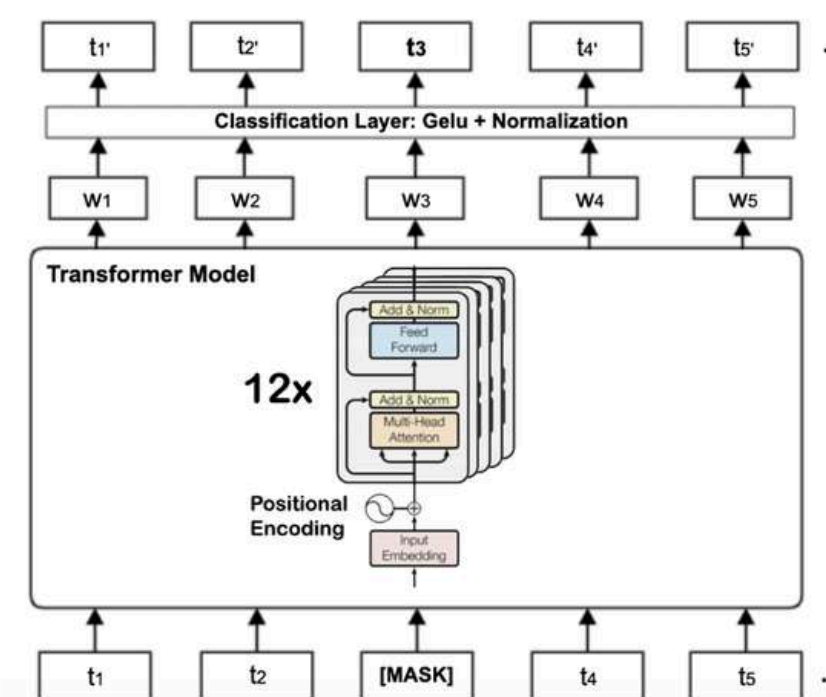 t1' t2' t3 t4' t5'
Classification Layer: Gelu + Normalization
W1 W2 W3 W4 W5
Transformer Model
Add & Norm
Feed
Forward
12x
Add & Norm
Multi-Head
Attention
Positional
Encoding
Input
Embedding
t1 t2 [MASK] t4 t5